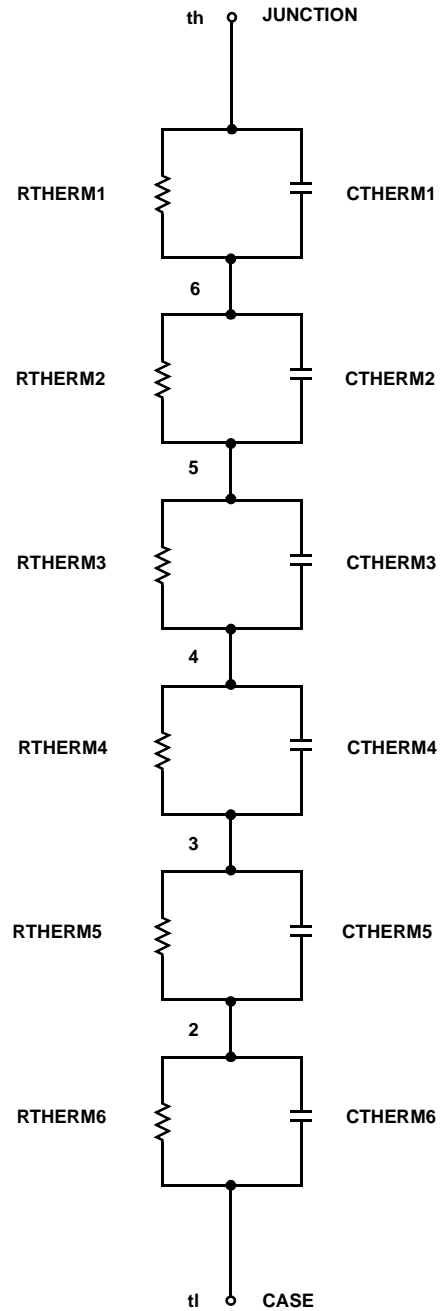 th JUNCTION
RTHERM1 CTHERM1
6
RTHERM2 CTHERM2
5
RTHERM3 CTHERM3
4
RTHERM4 CTHERM4
3
RTHERM5 CTHERM5
2
RTHERM6 CTHERM6
tl CASE